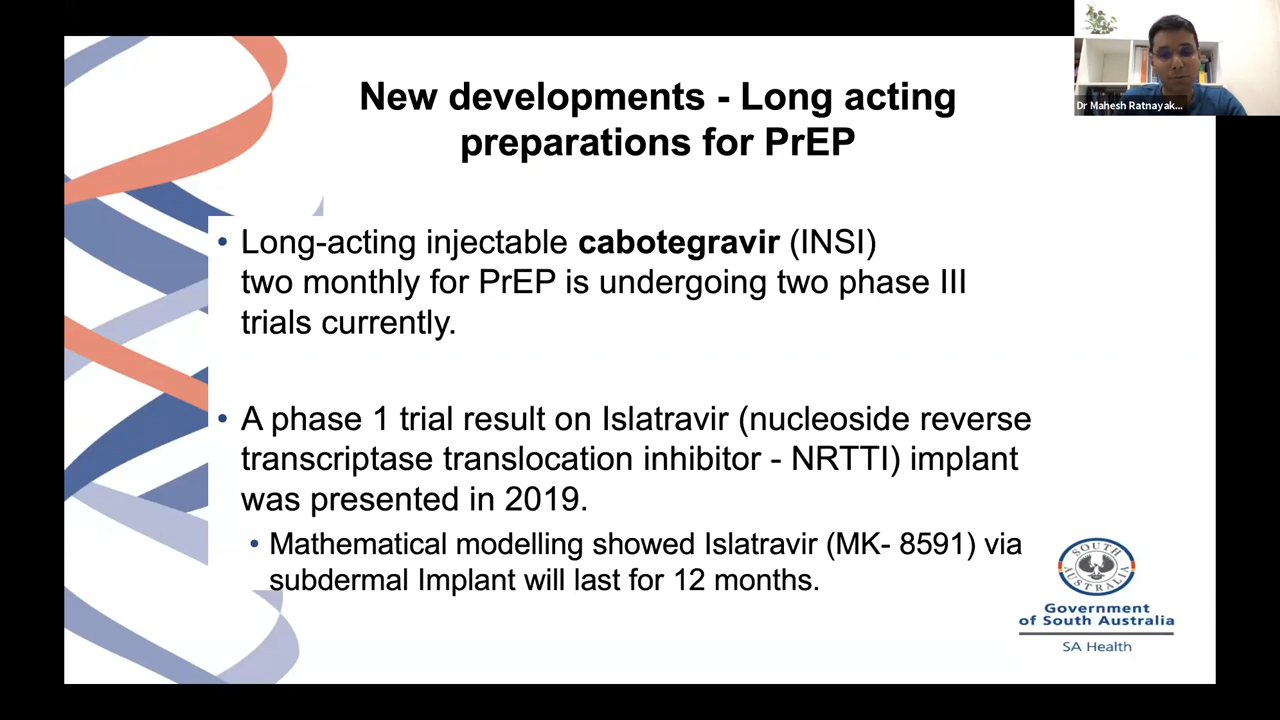 New developments - Long acting
preparations for PrEP
Dr Mahesh Ratnayak...
• Long-acting injectable cabotegravir (INSI)
two monthly for PrEP is undergoing two phase III
trials currently.
• A phase 1 trial result on Islatravir (nucleoside reverse
transcriptase translocation inhibitor - NRTTI) implant
was presented in 2019.
• Mathematical modelling showed Islatravir (MK- 8591) via
subdermal Implant will last for 12 months.
SOUTH
AUSTRALIA
Government
of South Australia
SA Health